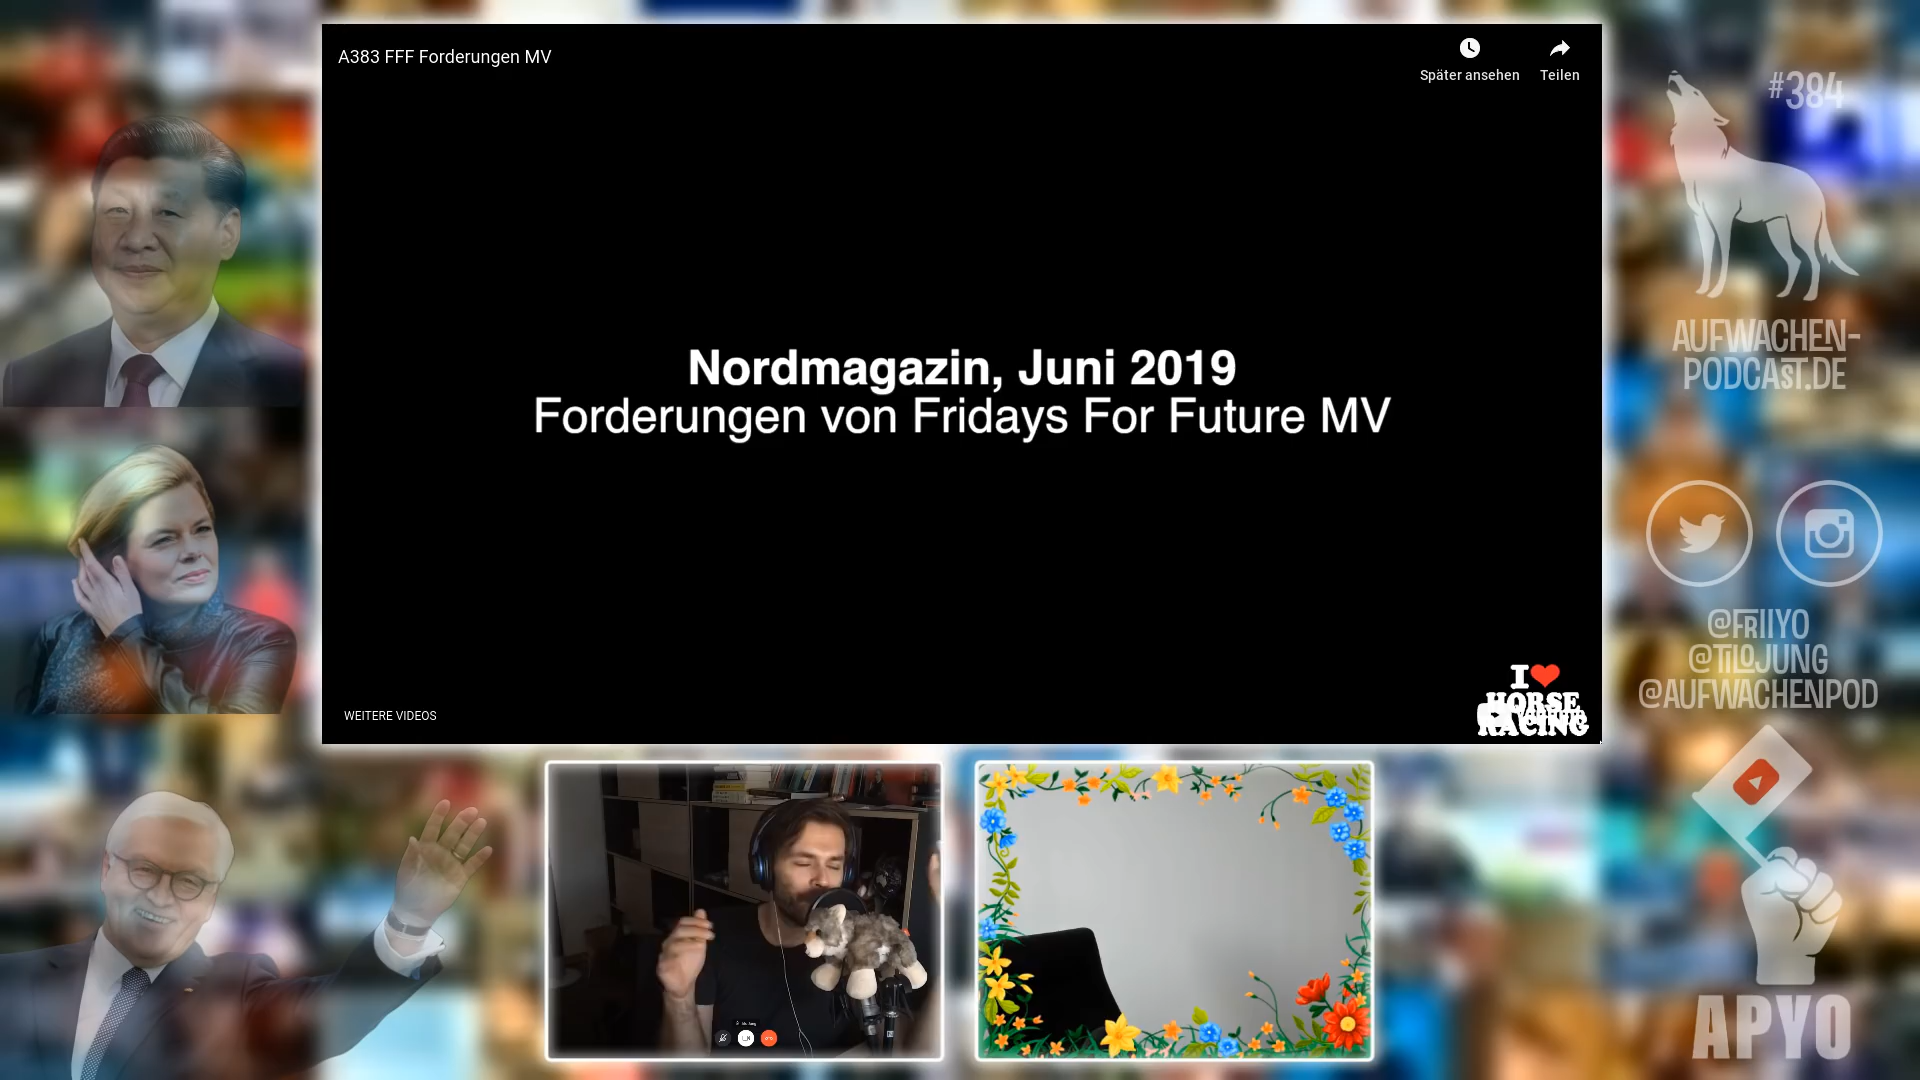 A383 FFF Forderungen MV
Später ansehen
Teilen
#384
Nordmagazin, Juni 2019
Forderungen von Fridays For Future MV
AUFWACHEN-
PODCAST.DE
@FRIIYO
@TILOJUNG
@AUFWACHENPOD
WEITERE VIDEOS
I
HORSE
RACING
APYO